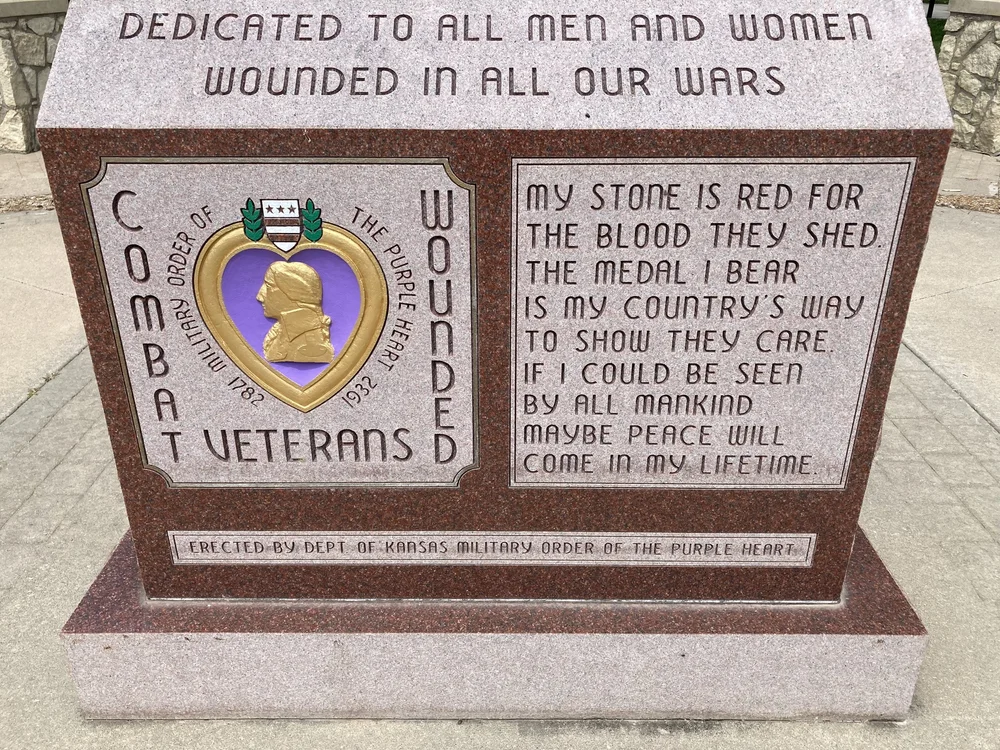 DEDICATED TO ALL MEN AND WOMEN
WOUNDED IN ALL OUR WARS
COMBAT
WOUNDED
VETERANS
MILITARY ORDER OF
THE PURPLE HEART
1782
1932
MY STONE IS RED FOR
THE BLOOD THEY SHED.
THE MEDAL I BEAR
IS MY COUNTRY'S WAY
TO SHOW THEY CARE.
IF I COULD BE SEEN
BY ALL MANKIND
MAYBE PEACE WILL
COME IN MY LIFETIME.
ERECTED BY DEPT OF KANSAS MILITARY ORDER OF THE PURPLE HEART